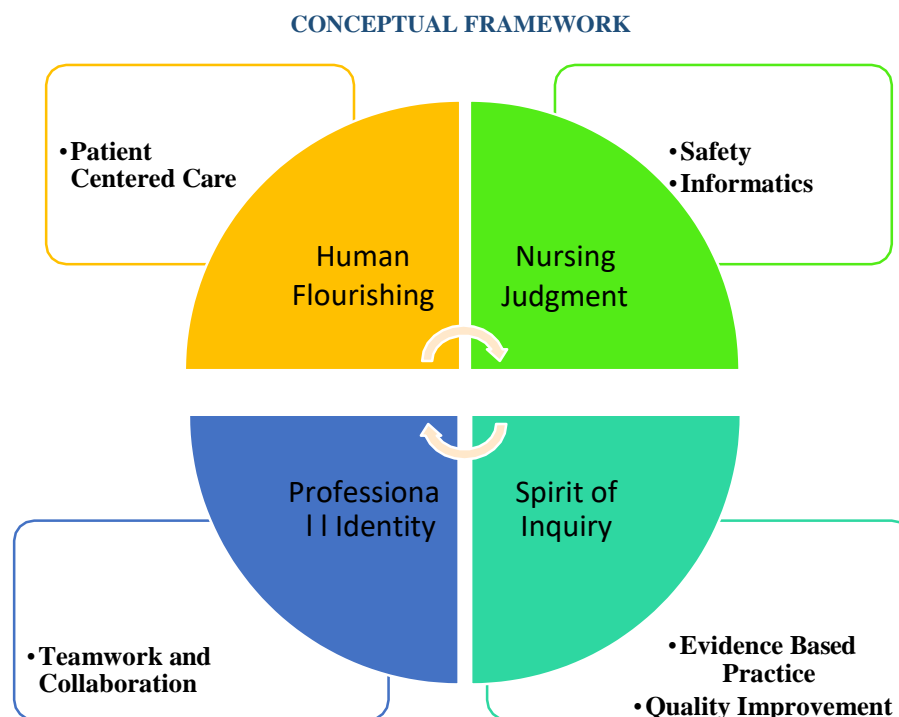 CONCEPTUAL FRAMEWORK
•Patient
Centered Care
•Safety
•Informatics
Human
Flourishing
Nursing
Judgment
Professiona
l l Identity
Spirit of
Inquiry
•Teamwork and
Collaboration
•Evidence Based
Practice
•Quality Improvement